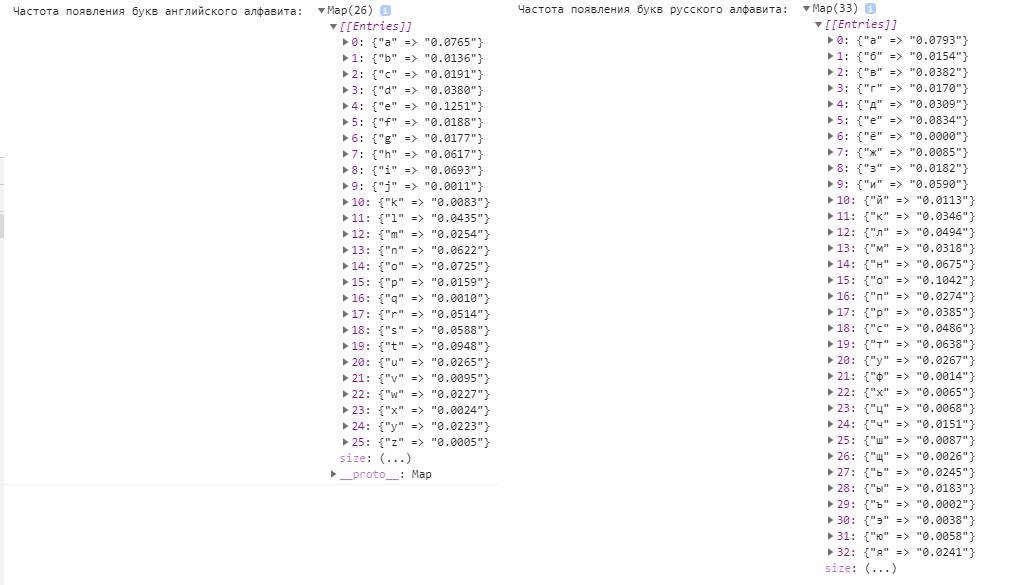 Частота появления букв английского алфавита: ▼Map(26) i
▼[[Entries]]
▶0: {"a" => "0.0765"}
▶1: {"b" => "0.0136"}
▶2: {"c" => "0.0191"}
▶3: {"d" => "0.0380"}
▶4: {"e" => "0.1251"}
▶5: {"f" => "0.0188"}
▶6: {"g" => "0.0177"}
▶7: {"h" => "0.0617"}
▶8: {"i" => "0.0693"}
▶9: {"j" => "0.0011"}
▶10: {"k" => "0.0083"}
▶11: {"l" => "0.0435"}
▶12: {"m" => "0.0254"}
▶13: {"n" => "0.0622"}
▶14: {"o" => "0.0725"}
▶15: {"p" => "0.0159"}
▶16: {"q" => "0.0010"}
▶17: {"r" => "0.0514"}
▶18: {"s" => "0.0588"}
▶19: {"t" => "0.0948"}
▶20: {"u" => "0.0265"}
▶21: {"v" => "0.0095"}
▶22: {"w" => "0.0227"}
▶23: {"x" => "0.0024"}
▶24: {"y" => "0.0223"}
▶25: {"z" => "0.0005"}
size: (...)
▶__proto__: Map
Частота появления букв русского алфавита: ▼Map(33) i
▼[[Entries]]
▶0: {"а" => "0.0793"}
▶1: {"б" => "0.0154"}
▶2: {"в" => "0.0382"}
▶3: {"г" => "0.0170"}
▶4: {"д" => "0.0309"}
▶5: {"е" => "0.0834"}
▶6: {"ё" => "0.0000"}
▶7: {"ж" => "0.0085"}
▶8: {"з" => "0.0182"}
▶9: {"и" => "0.0590"}
▶10: {"й" => "0.0113"}
▶11: {"к" => "0.0346"}
▶12: {"л" => "0.0494"}
▶13: {"м" => "0.0318"}
▶14: {"н" => "0.0675"}
▶15: {"о" => "0.1042"}
▶16: {"п" => "0.0274"}
▶17: {"р" => "0.0385"}
▶18: {"с" => "0.0486"}
▶19: {"т" => "0.0638"}
▶20: {"у" => "0.0267"}
▶21: {"ф" => "0.0014"}
▶22: {"х" => "0.0065"}
▶23: {"ц" => "0.0068"}
▶24: {"ч" => "0.0151"}
▶25: {"ш" => "0.0087"}
▶26: {"щ" => "0.0026"}
▶27: {"ь" => "0.0245"}
▶28: {"ы" => "0.0183"}
▶29: {"ъ" => "0.0002"}
▶30: {"э" => "0.0038"}
▶31: {"ю" => "0.0058"}
▶32: {"я" => "0.0241"}
size: (...)